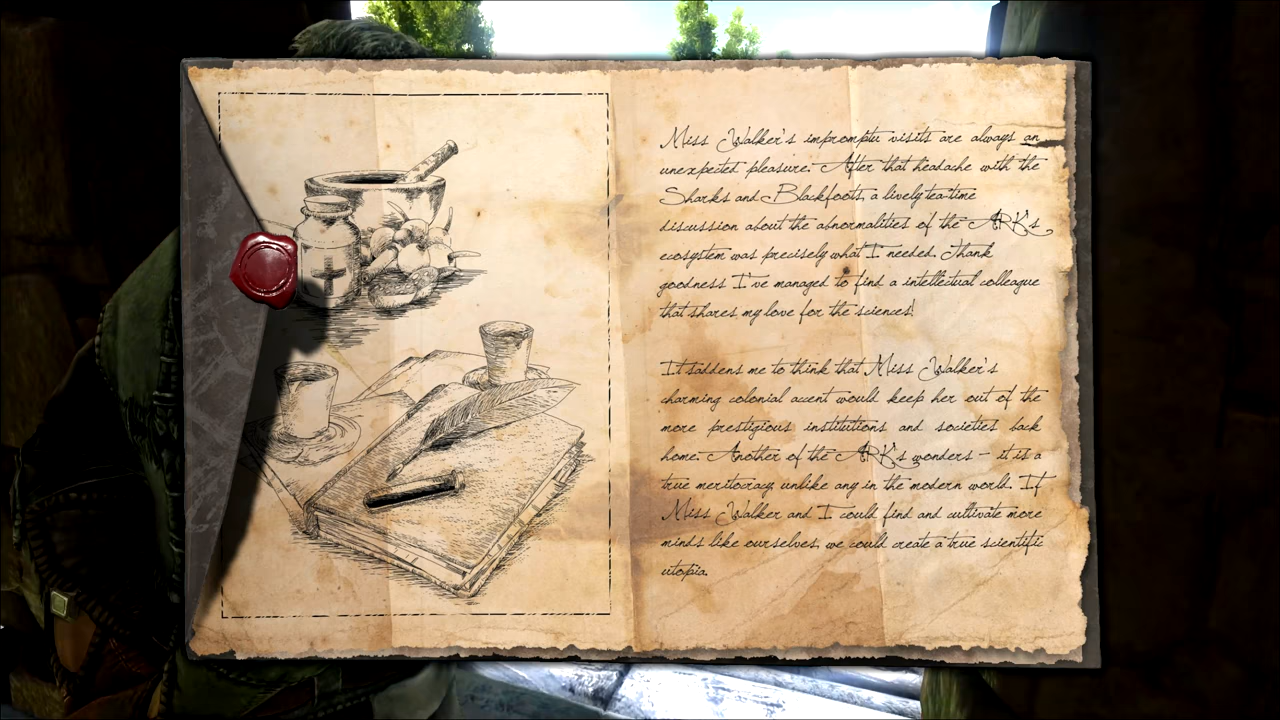 Miss Walker's impromptu visits are always an
unexpected pleasure. After that headache with the
Sharks and Blackfoots, a lively tea-time
discussion about the abnormalities of the ARK's
ecosystem was precisely what I needed. Thank
goodness I've managed to find a intellectual colleague
that shares my love for the sciences!
It saddens me to think that Miss Walker's
charming colonial accent would keep her out of the
more prestigious institutions and societies back
home. Another of the ARK's wonders - it is a
true meritocracy, unlike any in the modern world. If
Miss Walker and I could find and cultivate more
minds like ourselves, we could create a true scientific
utopia.